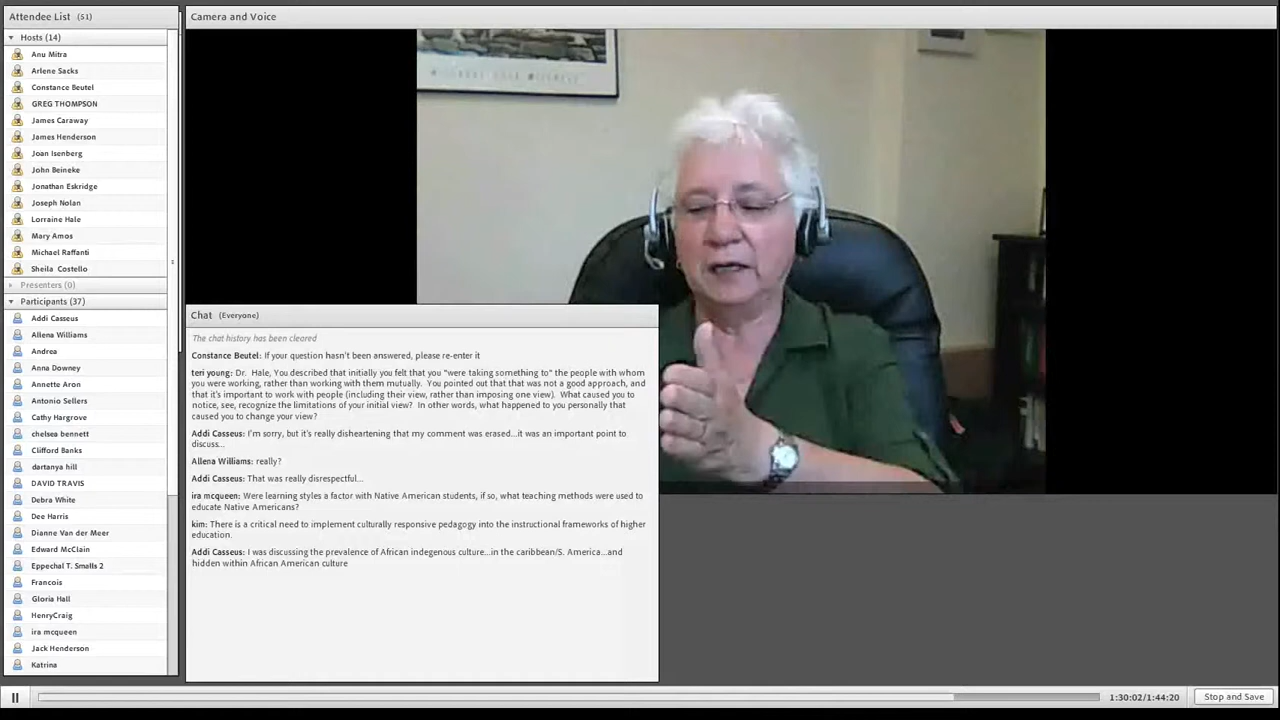 Attendee List (51)
Hosts (14)
Anu Mitra
Arlene Sacks
Constance Beutel
GREG THOMPSON
James Caraway
James Henderson
Joan Isenberg
John Beineke
Jonathan Eskridge
Joseph Nolan
Lorraine Hale
Mary Amos
Michael Raffanti
Sheila Costello
Presenters (0)
Participants (37)
Addi Casseus
Allena Williams
Andrea
Anna Downey
Annette Aron
Antonio Sellers
Cathy Hargrove
chelsea bennett
Clifford Banks
dartanya hill
DAVID TRAVIS
Debra White
Dee Harris
Dianne Van der Meer
Edward McClain
Eppechal T. Smalls 2
Francois
Gloria Hall
HenryCraig
ira mcqueen
Jack Henderson
Katrina
Camera and Voice
Chat (Everyone)
The chat history has been cleared
Constance Beutel: If your question hasn't been answered, please re-enter it
teri young: Dr. Hale, You described that initially you felt that you "were taking something to" the people with whom
you were working, rather than working with them mutually. You pointed out that that was not a good approach, and
that it's important to work with people (including their view, rather than imposing one view). What caused you to
notice, see, recognize the limitations of your initial view? In other words, what happened to you personally that
caused you to change your view?
Addi Casseus: I'm sorry, but it's really disheartening that my comment was erased...it was an important point to
discuss...
Allena Williams: really?
Addi Casseus: That was really disrespectful...
ira mcqueen: Were learning styles a factor with Native American students, if so, what teaching methods were used to
educate Native Americans?
kim: There is a critical need to implement culturally responsive pedagogy into the instructional frameworks of higher
education.
Addi Casseus: I was discussing the prevalence of African indegenous culture...in the caribbean/S. America...and
hidden within African American culture
1:30:02/1:44:20
Stop and Save